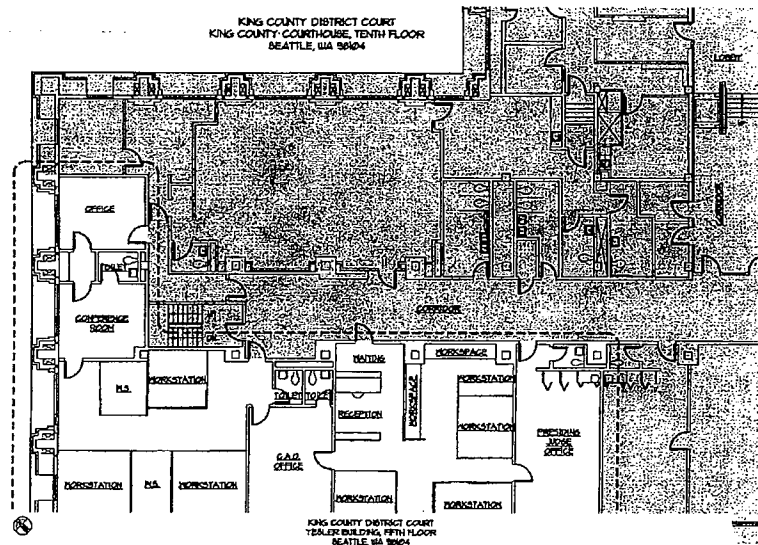 KING COUNTY DISTRICT COURT
KING COUNTY COURTHOUSE, TENTH FLOOR
SEATTLE, WA 98104
LOBBY
OFFICE
CORRIDOR
TOILET
CORRIDOR
CONFERENCE
ROOM
WAITING
WORKSPACE
W.S.
WORKSTATION
WORKSTATION
TOILET
TOILET
WORKSPACE
RECEPTION
WORKSTATION
PRESIDING
JUDGE
OFFICE
C.A.O.
OFFICE
WORKSTATION
W.S.
WORKSTATION
WORKSTATION
WORKSTATION
KING COUNTY DISTRICT COURT
FIFTH FLOOR
SEATTLE, WA 98104